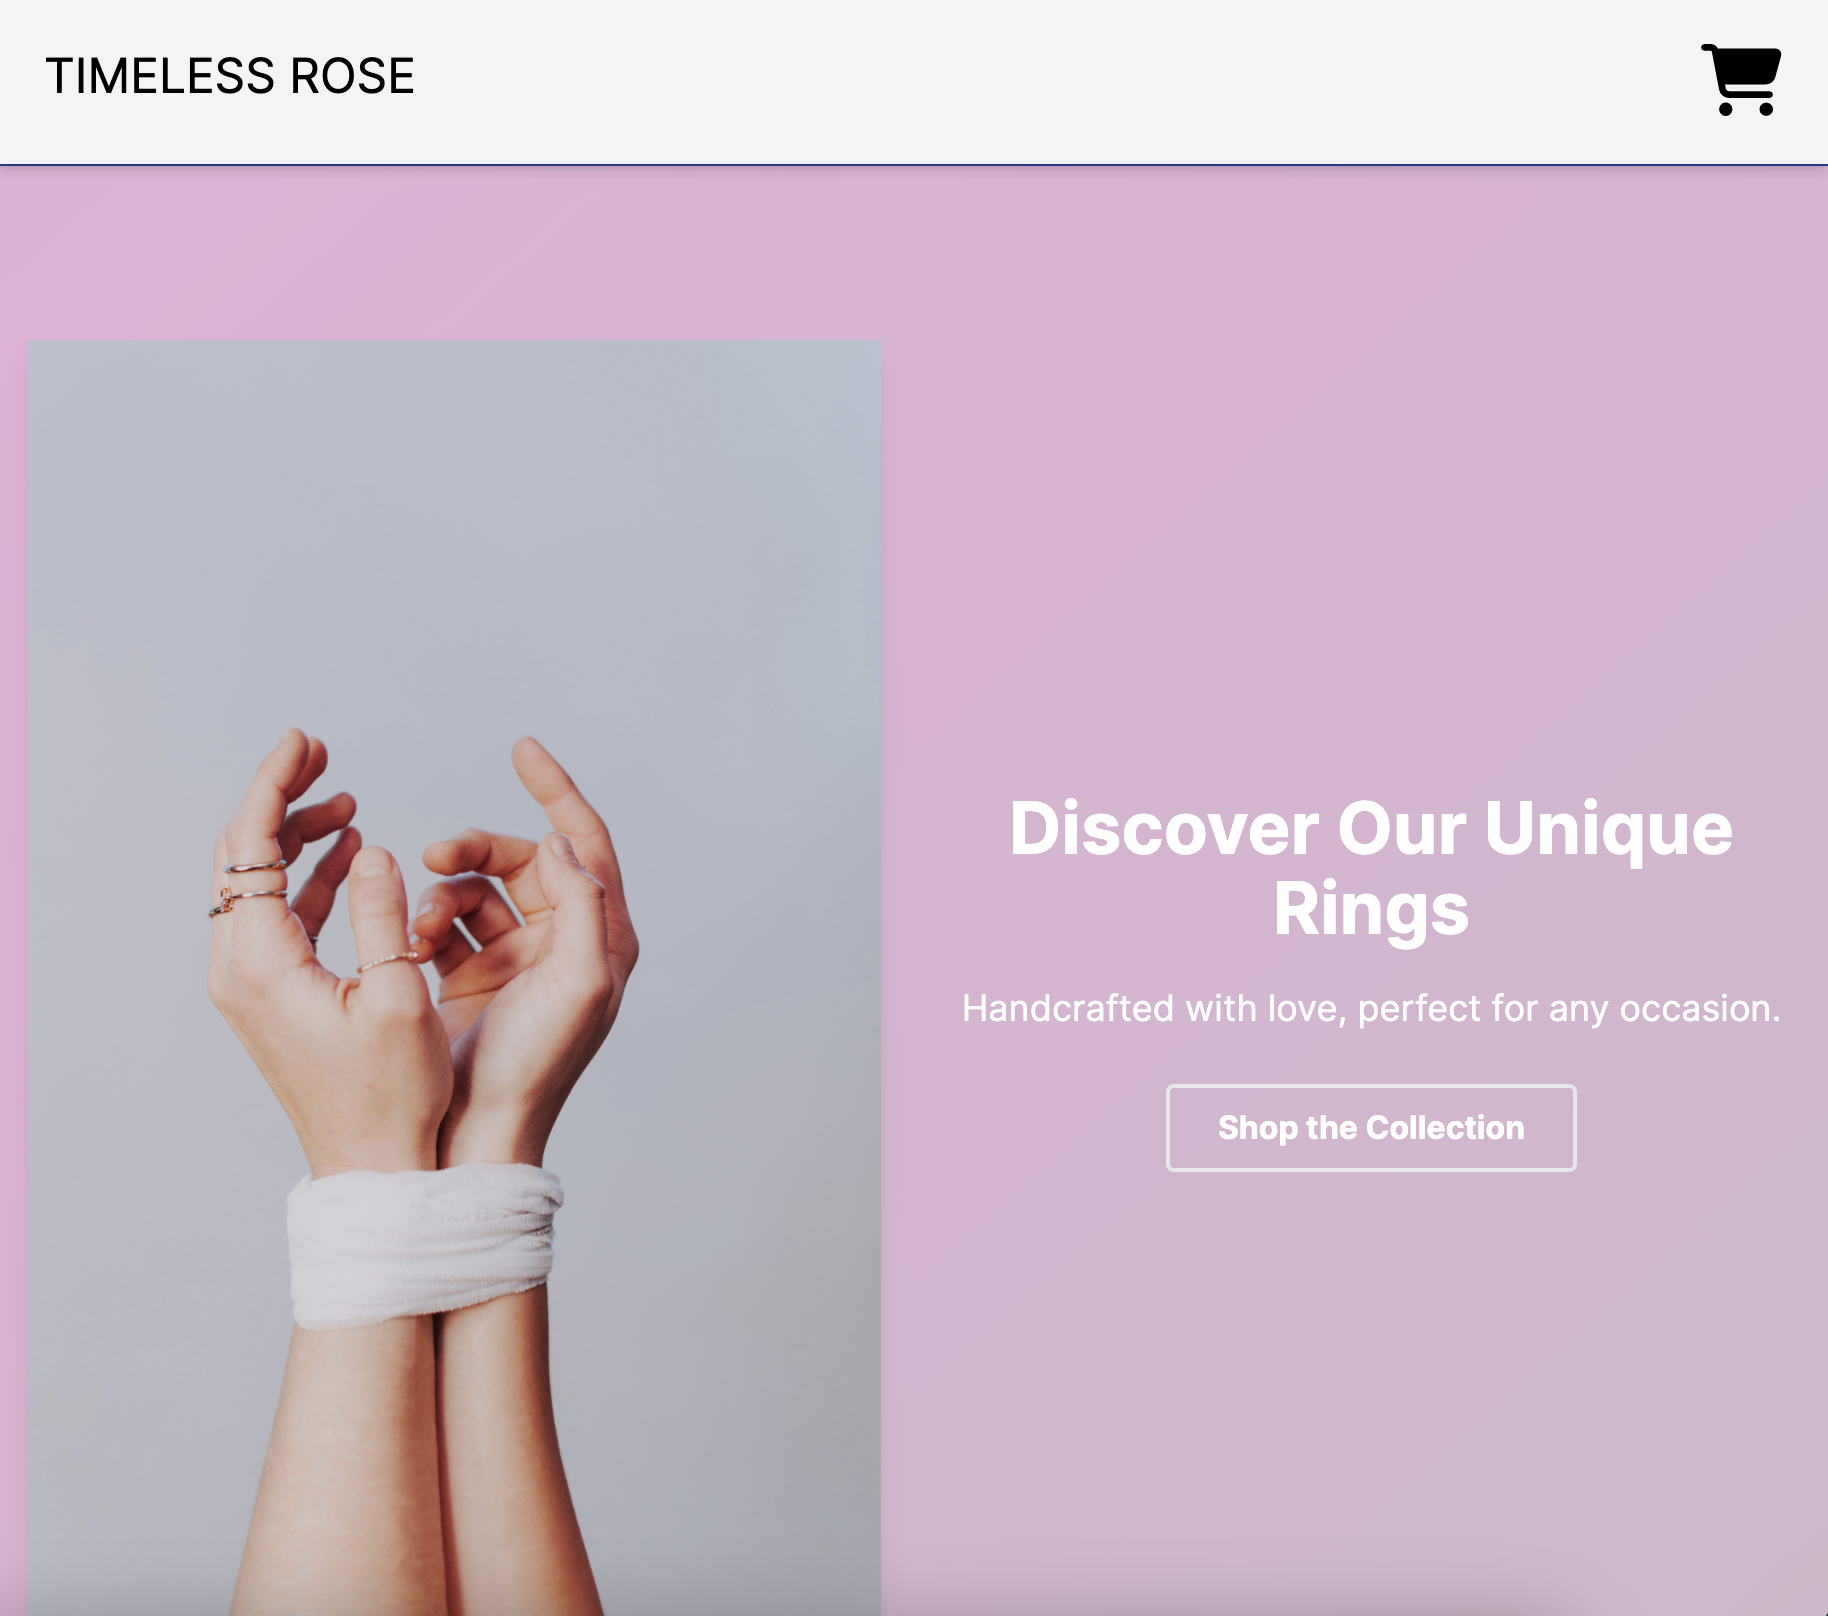 TIMELESS ROSE
Discover Our Unique
Rings
Handcrafted with love, perfect for any occasion.
Shop the Collection